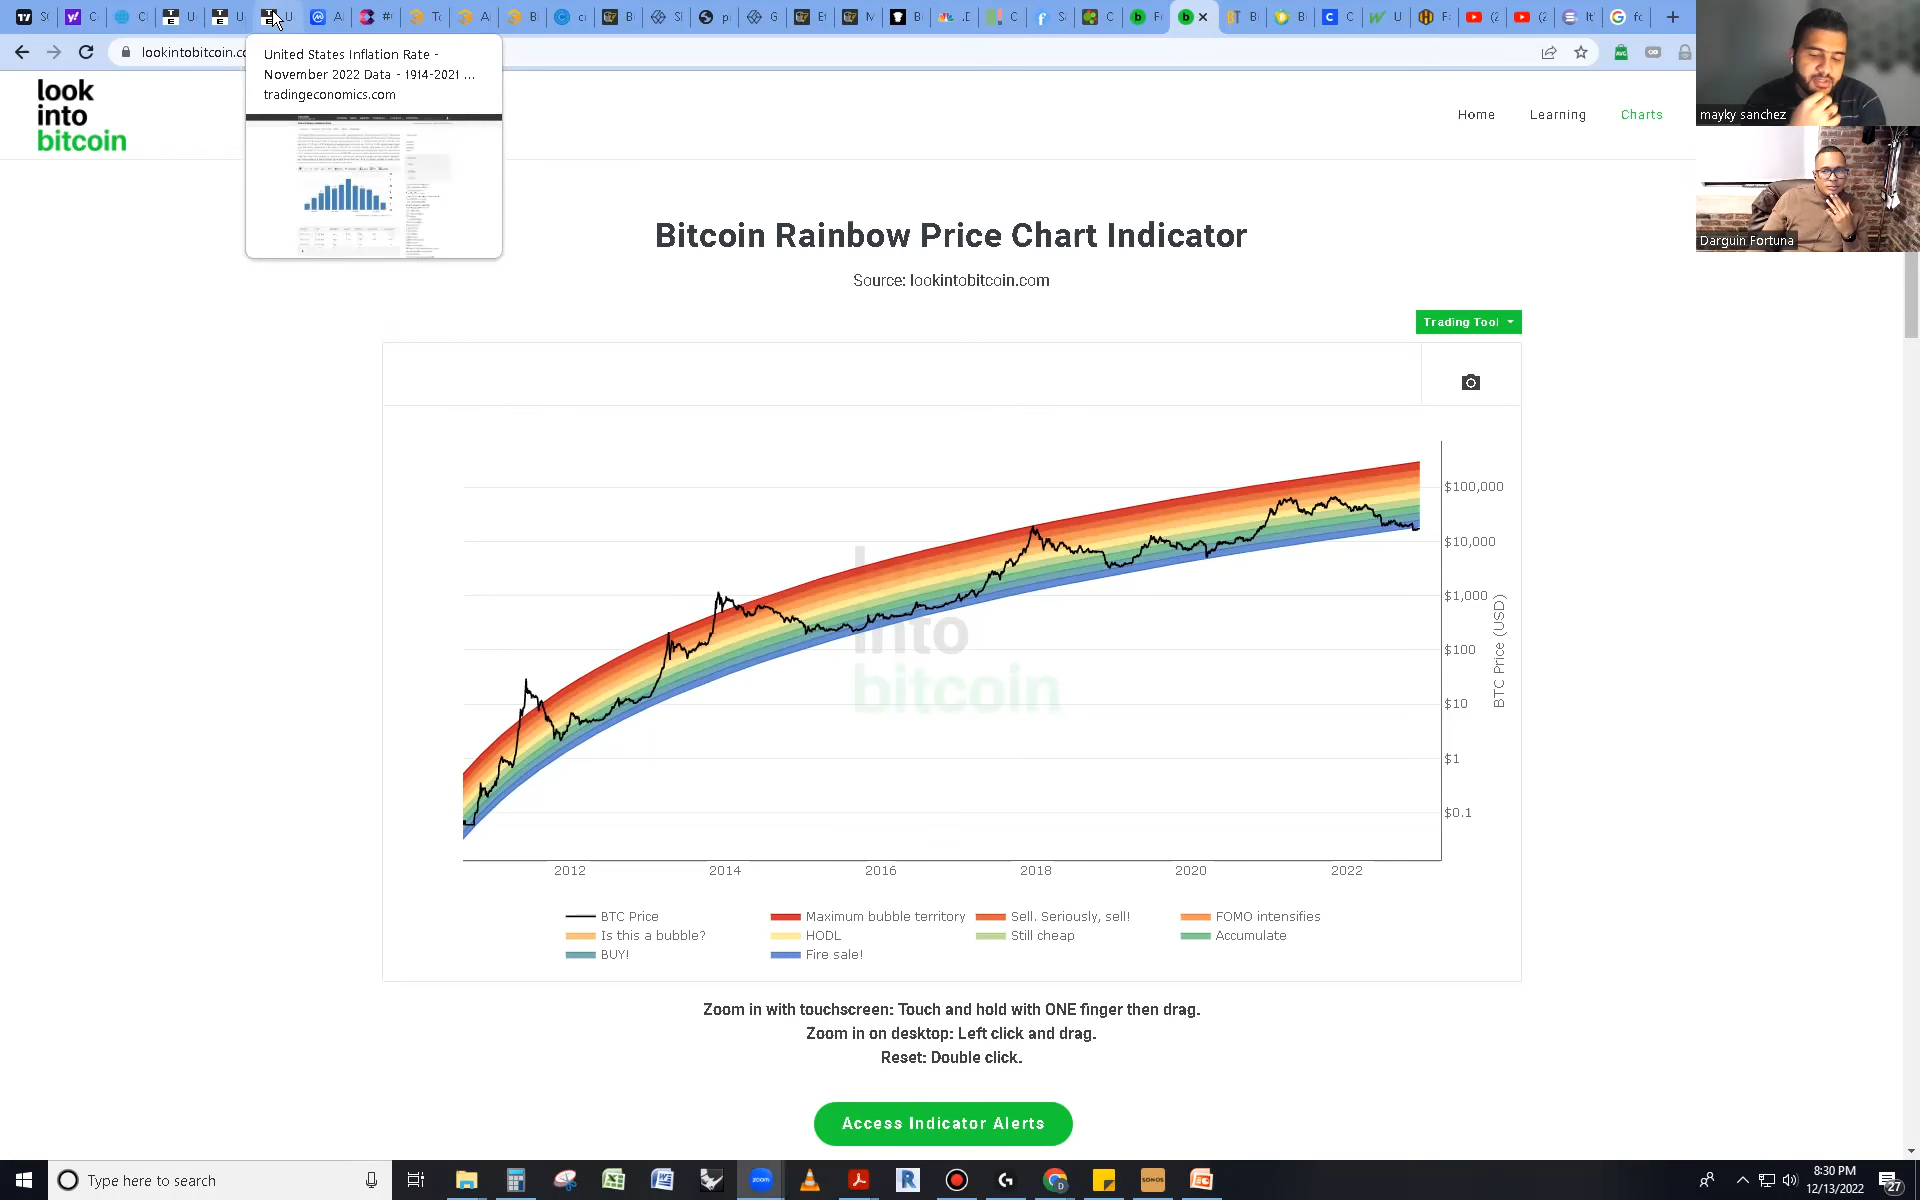 lookintobitcoin.co
United States Inflation Rate -
November 2022 Data - 1914-2021 ...
tradingeconomics.com
look
into
bitcoin
Home
Learning
Charts
mayky sanchez
Darguin Fortuna
Bitcoin Rainbow Price Chart Indicator
Source: lookintobitcoin.com
Trading Tool
$100,000
$10,000
$1,000
$100
$10
$1
$0.1
BTC Price (USD)
into
bitcoin
2012
2014
2016
2018
2020
2022
BTC Price
Maximum bubble territory
Sell. Seriously, sell!
FOMO intensifies
Is this a bubble?
HODL
Still cheap
Accumulate
BUY!
Fire sale!
Zoom in with touchscreen: Touch and hold with ONE finger then drag.
Zoom in on desktop: Left click and drag.
Reset: Double click.
Access Indicator Alerts
Type here to search
zoom
SONOS
8:30 PM
12/13/2022
27